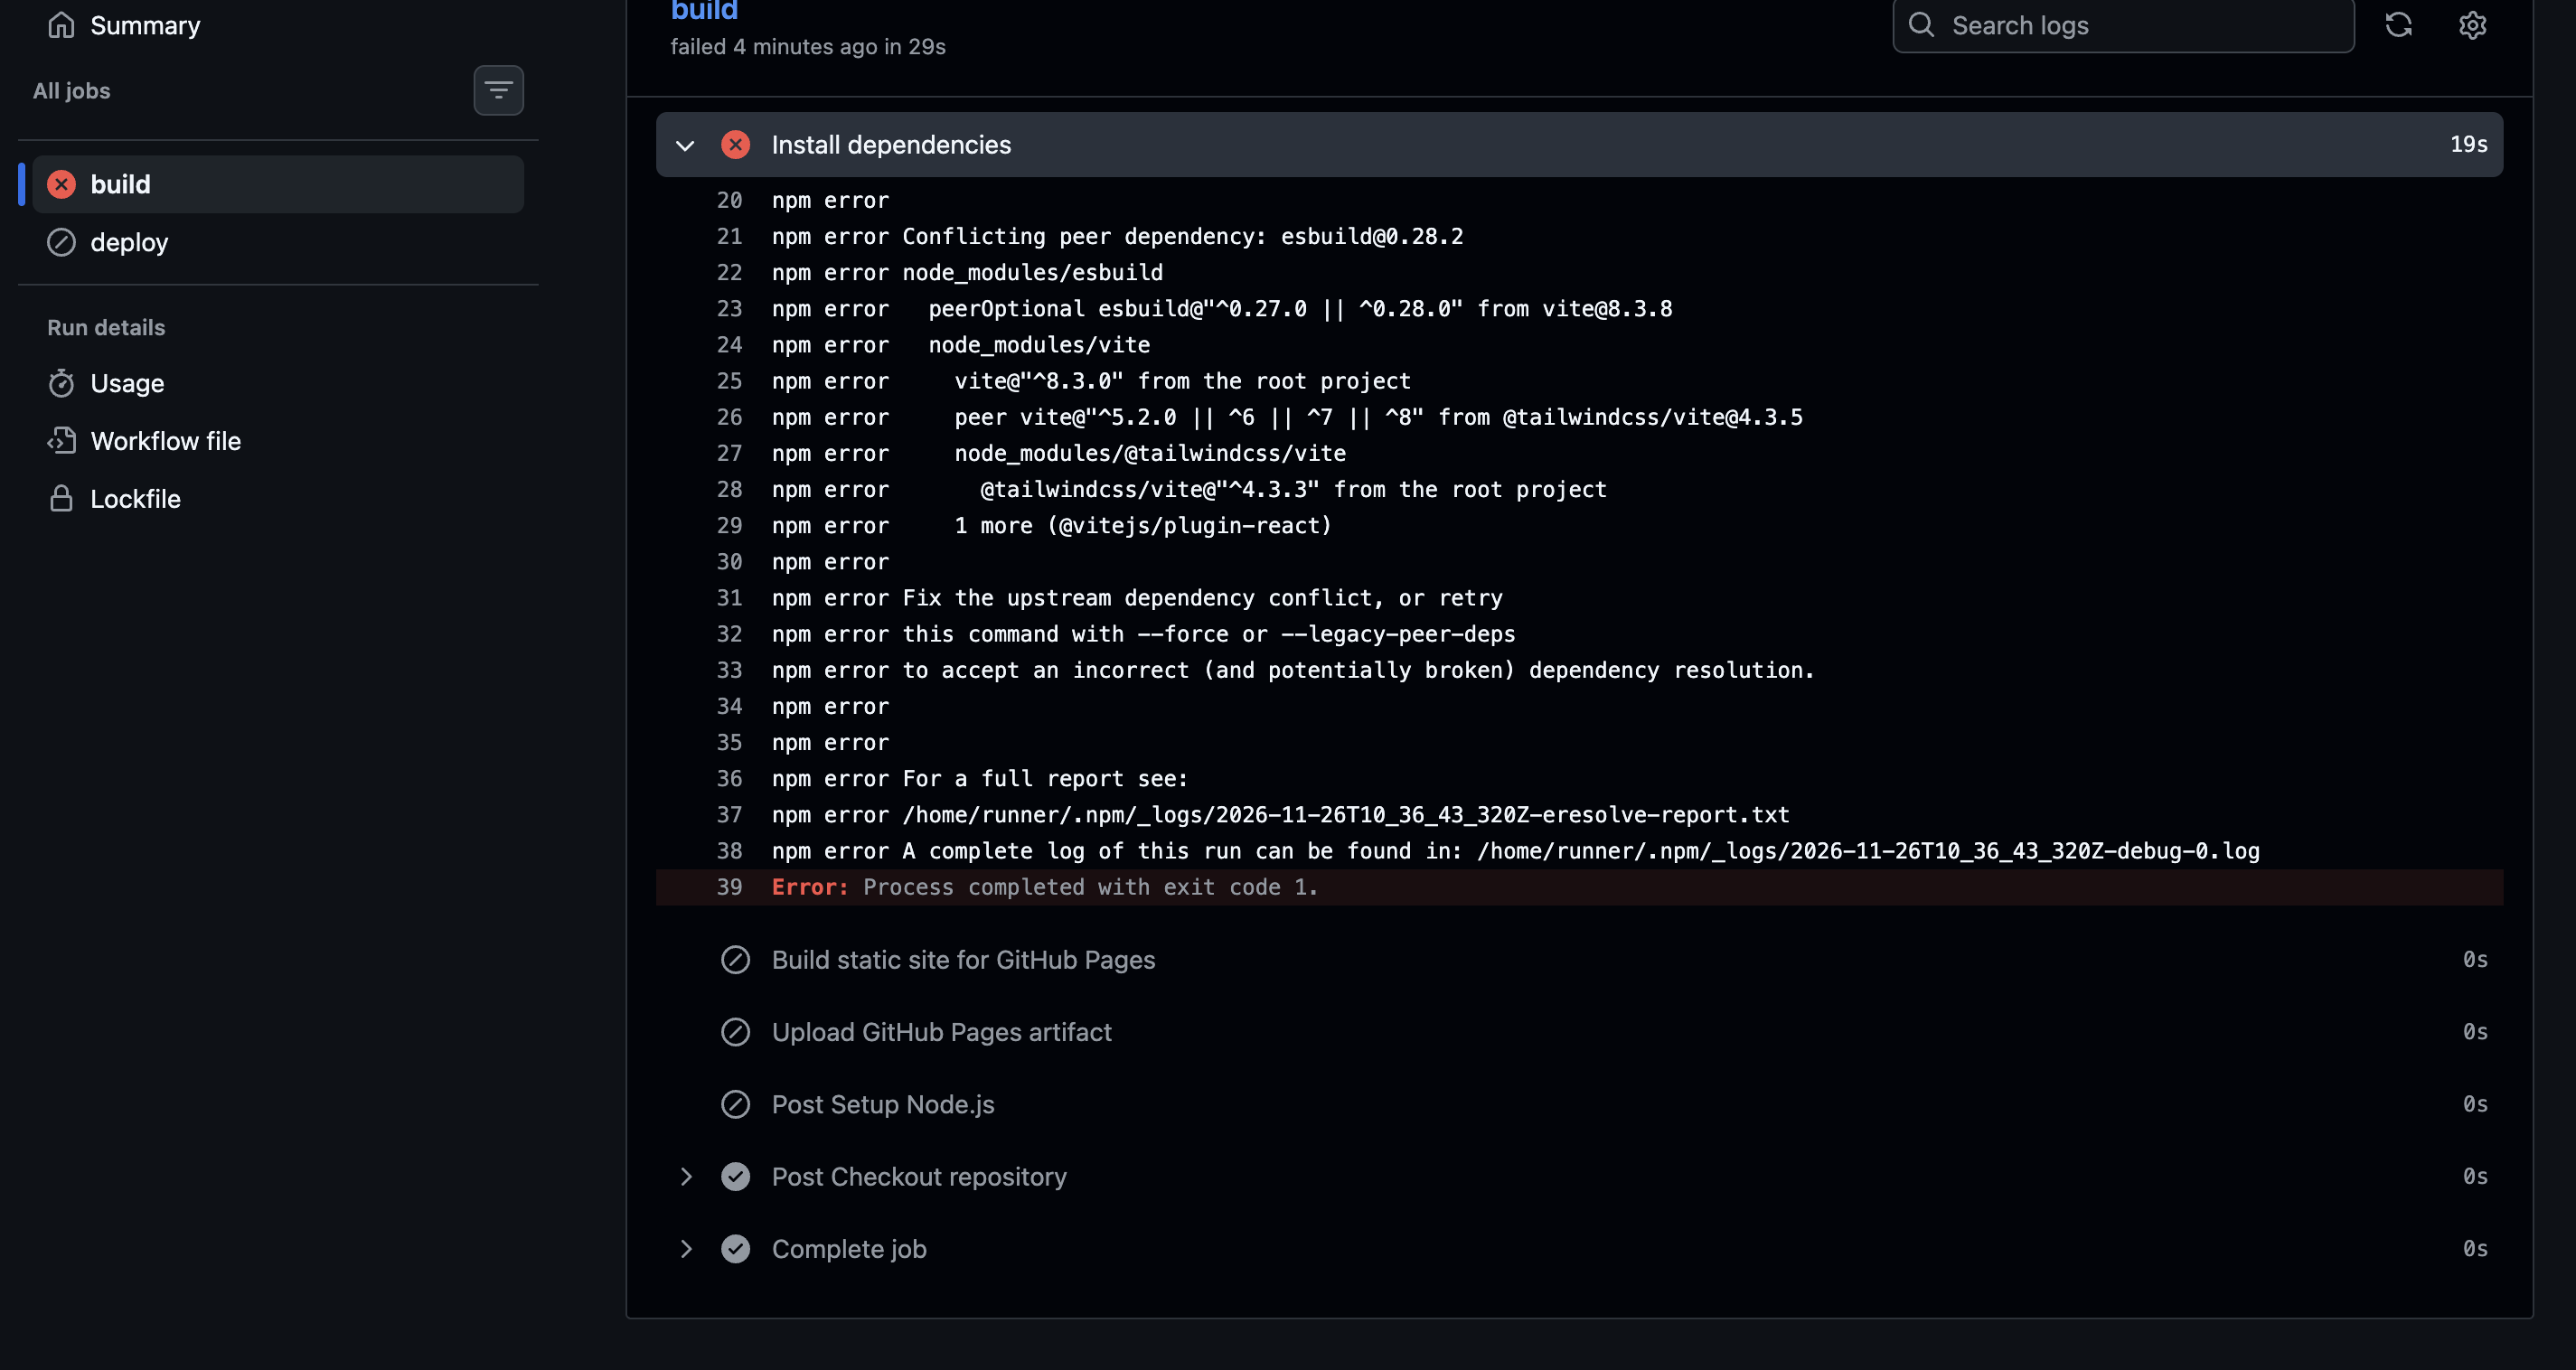 Summary
All jobs
build
deploy
Run details
Usage
Workflow file
Lockfile
build
failed 4 minutes ago in 29s
Search logs
Install dependencies 19s
20 npm error
21 npm error Conflicting peer dependency: esbuild@0.28.2
22 npm error node_modules/esbuild
23 npm error   peerOptional esbuild@"^0.27.0 || ^0.28.0" from vite@8.3.8
24 npm error   node_modules/vite
25 npm error     vite@"^8.3.0" from the root project
26 npm error     peer vite@"^5.2.0 || ^6 || ^7 || ^8" from @tailwindcss/vite@4.3.5
27 npm error     node_modules/@tailwindcss/vite
28 npm error       @tailwindcss/vite@"^4.3.3" from the root project
29 npm error     1 more (@vitejs/plugin-react)
30 npm error
31 npm error Fix the upstream dependency conflict, or retry
32 npm error this command with --force or --legacy-peer-deps
33 npm error to accept an incorrect (and potentially broken) dependency resolution.
34 npm error
35 npm error
36 npm error For a full report see:
37 npm error /home/runner/.npm/_logs/2026-11-26T10_36_43_320Z-eresolve-report.txt
38 npm error A complete log of this run can be found in: /home/runner/.npm/_logs/2026-11-26T10_36_43_320Z-debug-0.log
39 Error: Process completed with exit code 1.
Build static site for GitHub Pages 0s
Upload GitHub Pages artifact 0s
Post Setup Node.js 0s
Post Checkout repository 0s
Complete job 0s